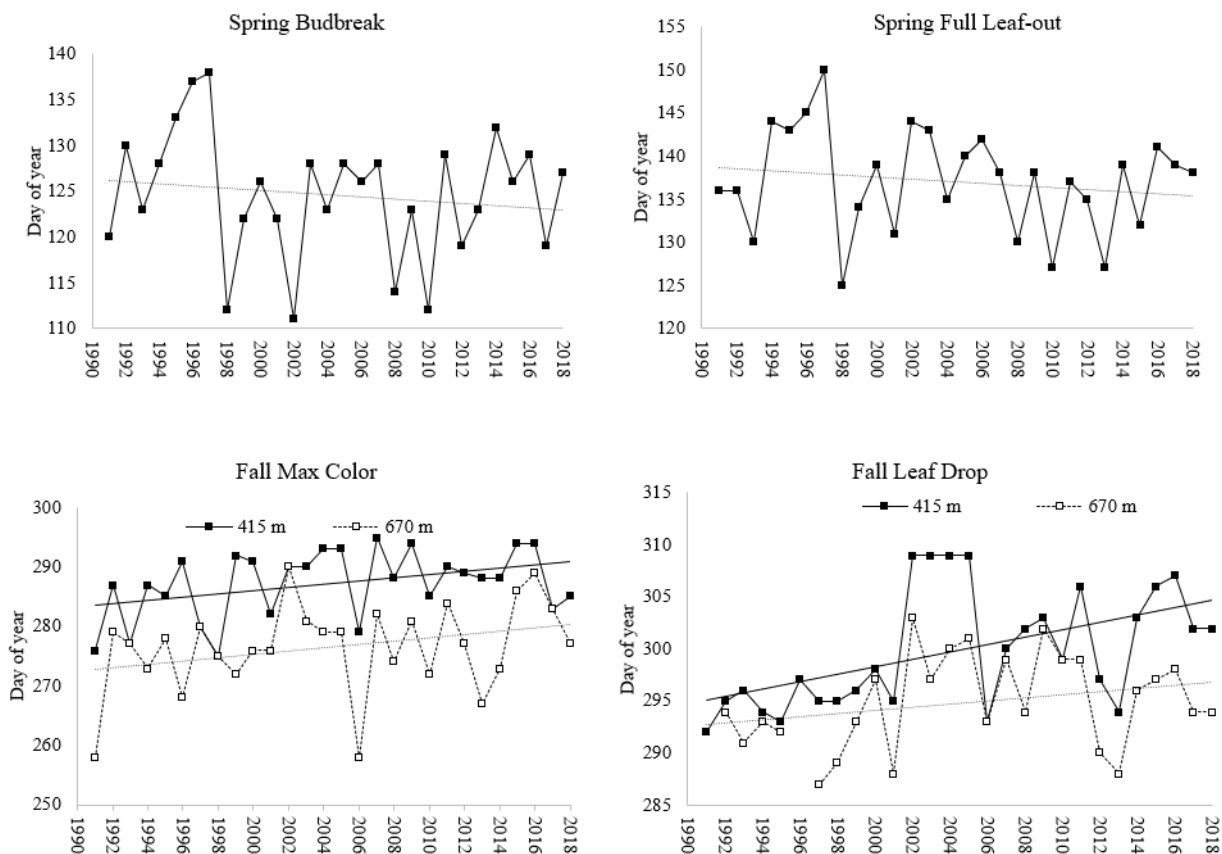 Spring Budbreak
140
135
130
125
120
115
110
Day of year
1990 1992 1994 1996 1998 2000 2002 2004 2006 2008 2010 2012 2014 2016 2018
Spring Full Leaf-out
155
150
145
140
135
130
125
120
Day of year
1990 1992 1994 1996 1998 2000 2002 2004 2006 2008 2010 2012 2014 2016 2018
Fall Max Color
415 m 670 m
300
290
280
270
260
250
Day of year
1990 1992 1994 1996 1998 2000 2002 2004 2006 2008 2010 2012 2014 2016 2018
Fall Leaf Drop
415 m 670 m
315
310
305
300
295
290
285
Day of year
1990 1992 1994 1996 1998 2000 2002 2004 2006 2008 2010 2012 2014 2016 2018